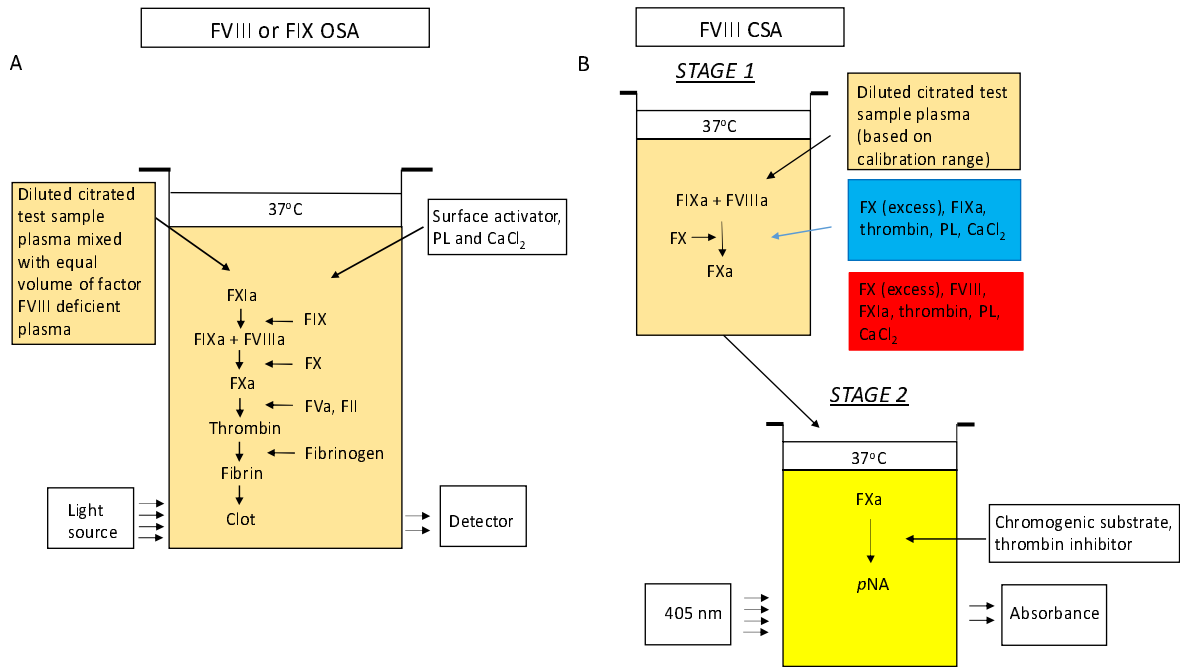 FVIII or FIX OSA
A
37°C
Diluted citrated
test sample
plasma mixed
with equal
volume of factor
FVIII deficient
plasma
Surface activator,
PL and CaCl₂
FXIa
FIX
FIXa + FVIIIa
FX
FXa
FVa, FII
Thrombin
Fibrinogen
Fibrin
Clot
Light
source
Detector
FVIII CSA
B
STAGE 1
37°C
Diluted citrated test
sample plasma
(based on
calibration range)
FIXa + FVIIIa
FX
FXa
FX (excess), FIXa,
thrombin, PL, CaCl₂
FX (excess), FVIII,
FXIa, thrombin, PL,
CaCl₂
STAGE 2
37°C
FXa
Chromogenic substrate,
thrombin inhibitor
pNA
405 nm
Absorbance